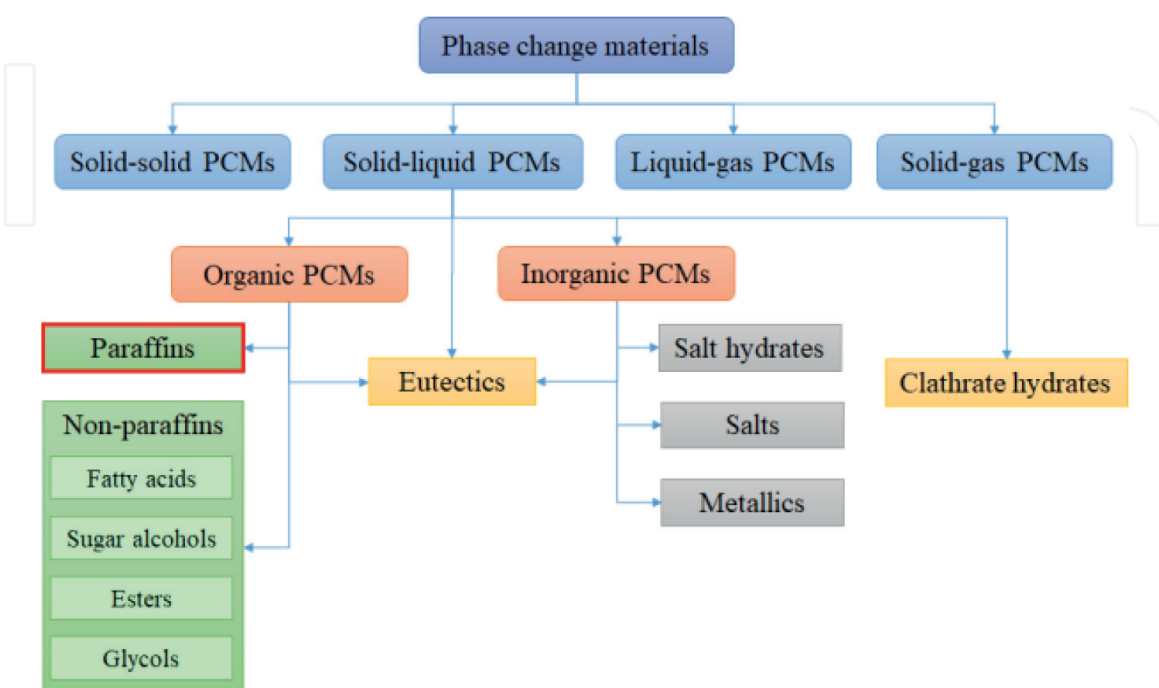 Phase change materials
Solid-solid PCMs
Solid-liquid PCMs
Liquid-gas PCMs
Solid-gas PCMs
Organic PCMs
Inorganic PCMs
Paraffins
Eutectics
Salt hydrates
Clathrate hydrates
Non-paraffins
Fatty acids
Sugar alcohols
Esters
Glycols
Salts
Metallics